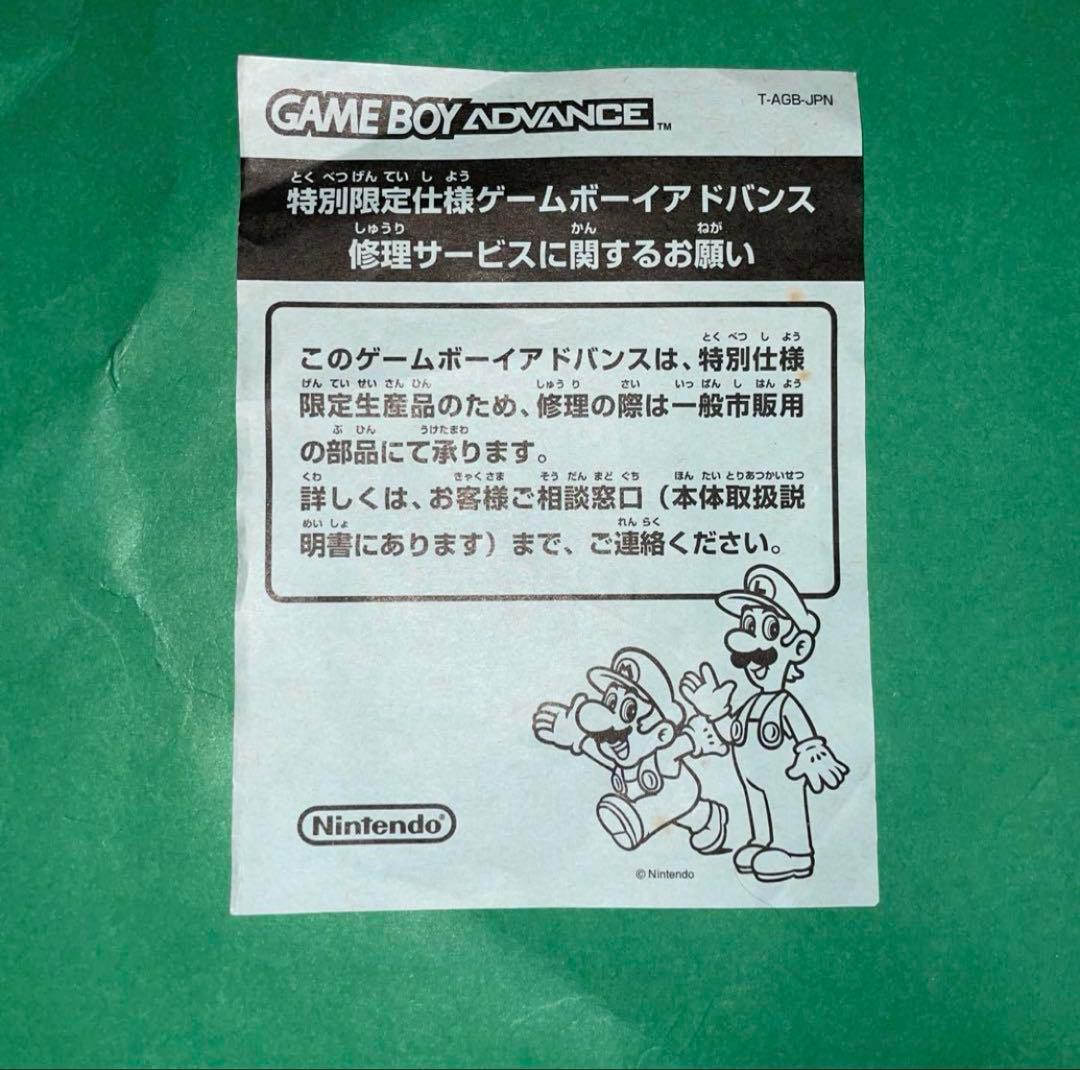 GAME BOY ADVANCE™
T-AGB-JPN
とく べつ げん てい し よう
特別限定仕様ゲームボーイアドバンス
しゅうり かん ねが
修理サービスに関するお願い
とく べつ し よう
このゲームボーイアドバンスは、特別仕様
げん てい せい さん ひん しゅう り さい いっ ぱん し はん よう
限定生産品のため、修理の際は一般市販用
ぶ ひん うけたまわ
の部品にて承ります。
くわ きゃく さま そう だん まど ぐち ほん たい とりあつかいせつ
詳しくは、お客様ご相談窓口（本体取扱説
めい しょ れん らく
明書にあります）まで、ご連絡ください。
L
M
Nintendo®
© Nintendo